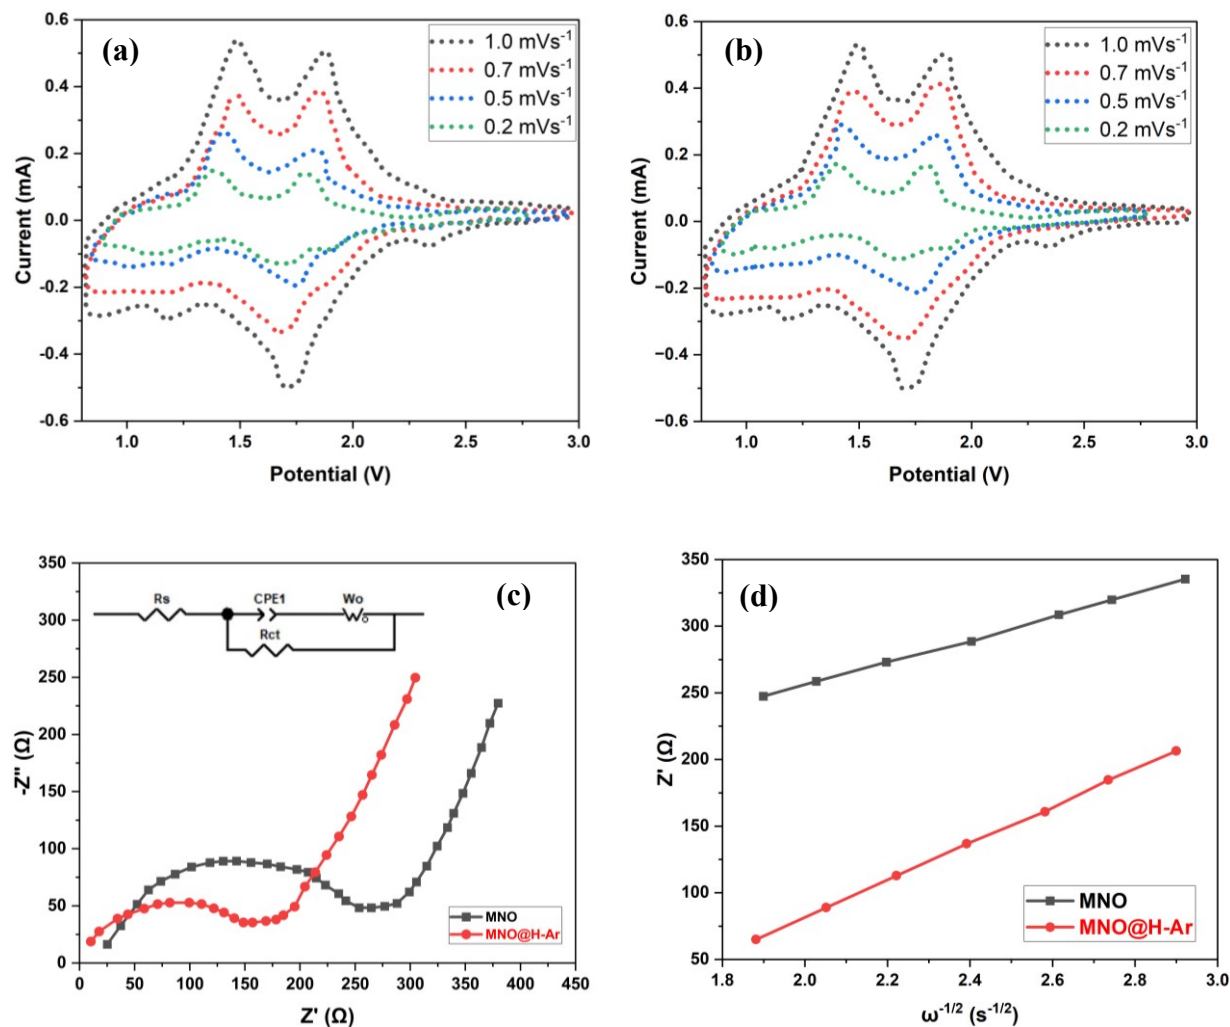 (a)
1.0 mVs⁻¹
0.7 mVs⁻¹
0.5 mVs⁻¹
0.2 mVs⁻¹
Current (mA)
0.6
0.4
0.2
0.0
-0.2
-0.4
-0.6
1.0 1.5 2.0 2.5 3.0
Potential (V)
(b)
1.0 mVs⁻¹
0.7 mVs⁻¹
0.5 mVs⁻¹
0.2 mVs⁻¹
Current (mA)
0.6
0.4
0.2
0.0
−0.2
−0.4
−0.6
1.0 1.5 2.0 2.5 3.0
Potential (V)
(c)
Rs CPE1 Wo
Rct
-Z'' (Ω)
350
300
250
200
150
100
50
0
MNO
MNO@H-Ar
0 50 100 150 200 250 300 350 400 450
Z' (Ω)
(d)
Z' (Ω)
350
300
250
200
150
100
50
MNO
MNO@H-Ar
1.8 2.0 2.2 2.4 2.6 2.8 3.0
ω⁻¹/² (s⁻¹/²)